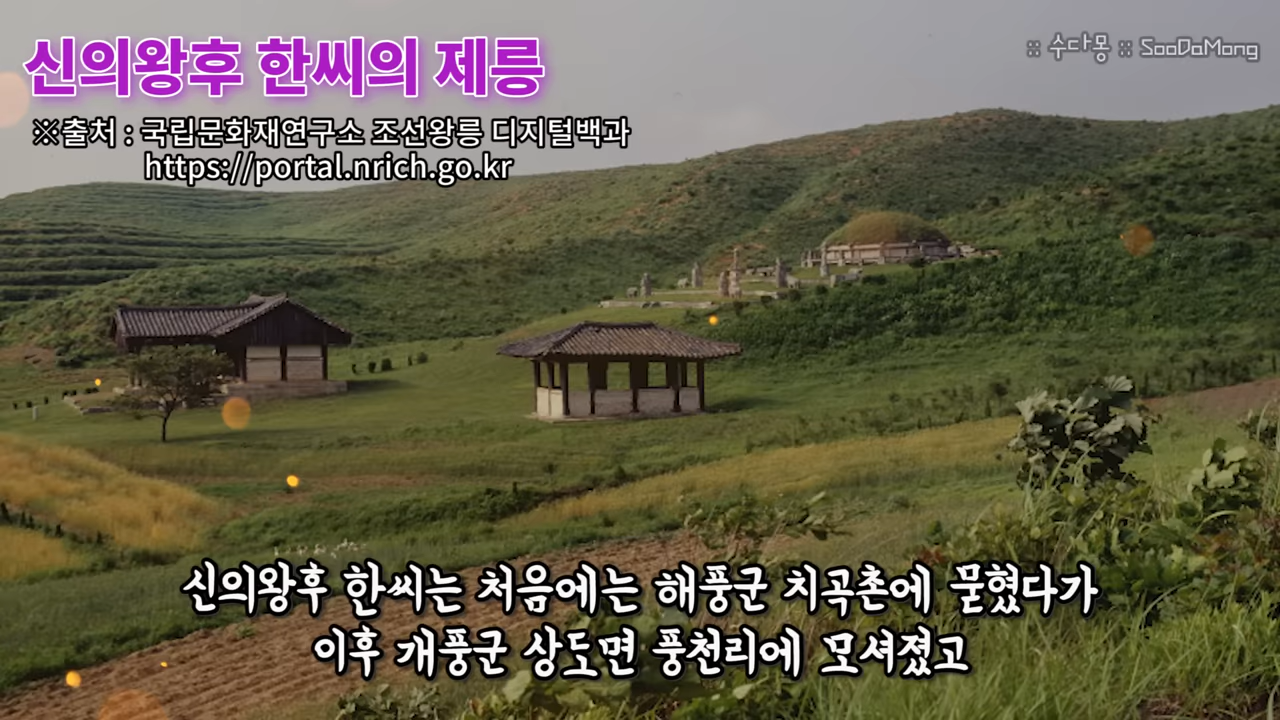 신의왕후 한씨의 제릉
:: 수다몽 :: SooDaMong
※출처 : 국립문화재연구소 조선왕릉 디지털백과
https://portal.nrich.go.kr
신의왕후 한씨는 처음에는 해풍군 치곡촌에 묻혔다가
이후 개풍군 상도면 풍천리에 모셔졌고